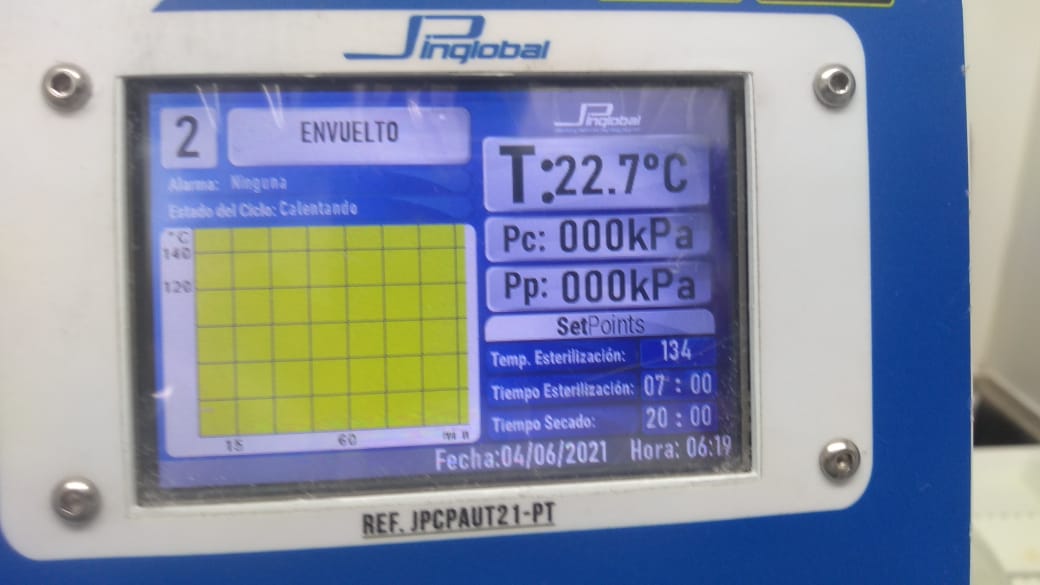 JPinglobal
2 ENVUELTO
JPinglobal
Alarma: Ninguna
Estado del Ciclo: Calentando
T:22.7°C
Pc: 000kPa
Pp: 000kPa
°C
140
120
15 60
SetPoints
Temp. Esterilización: 134
Tiempo Esterilización: 07 : 00
Tiempo Secado: 20 : 00
Fecha:04/06/2021 Hora: 06:19
REF. JPCPAUT21-PT